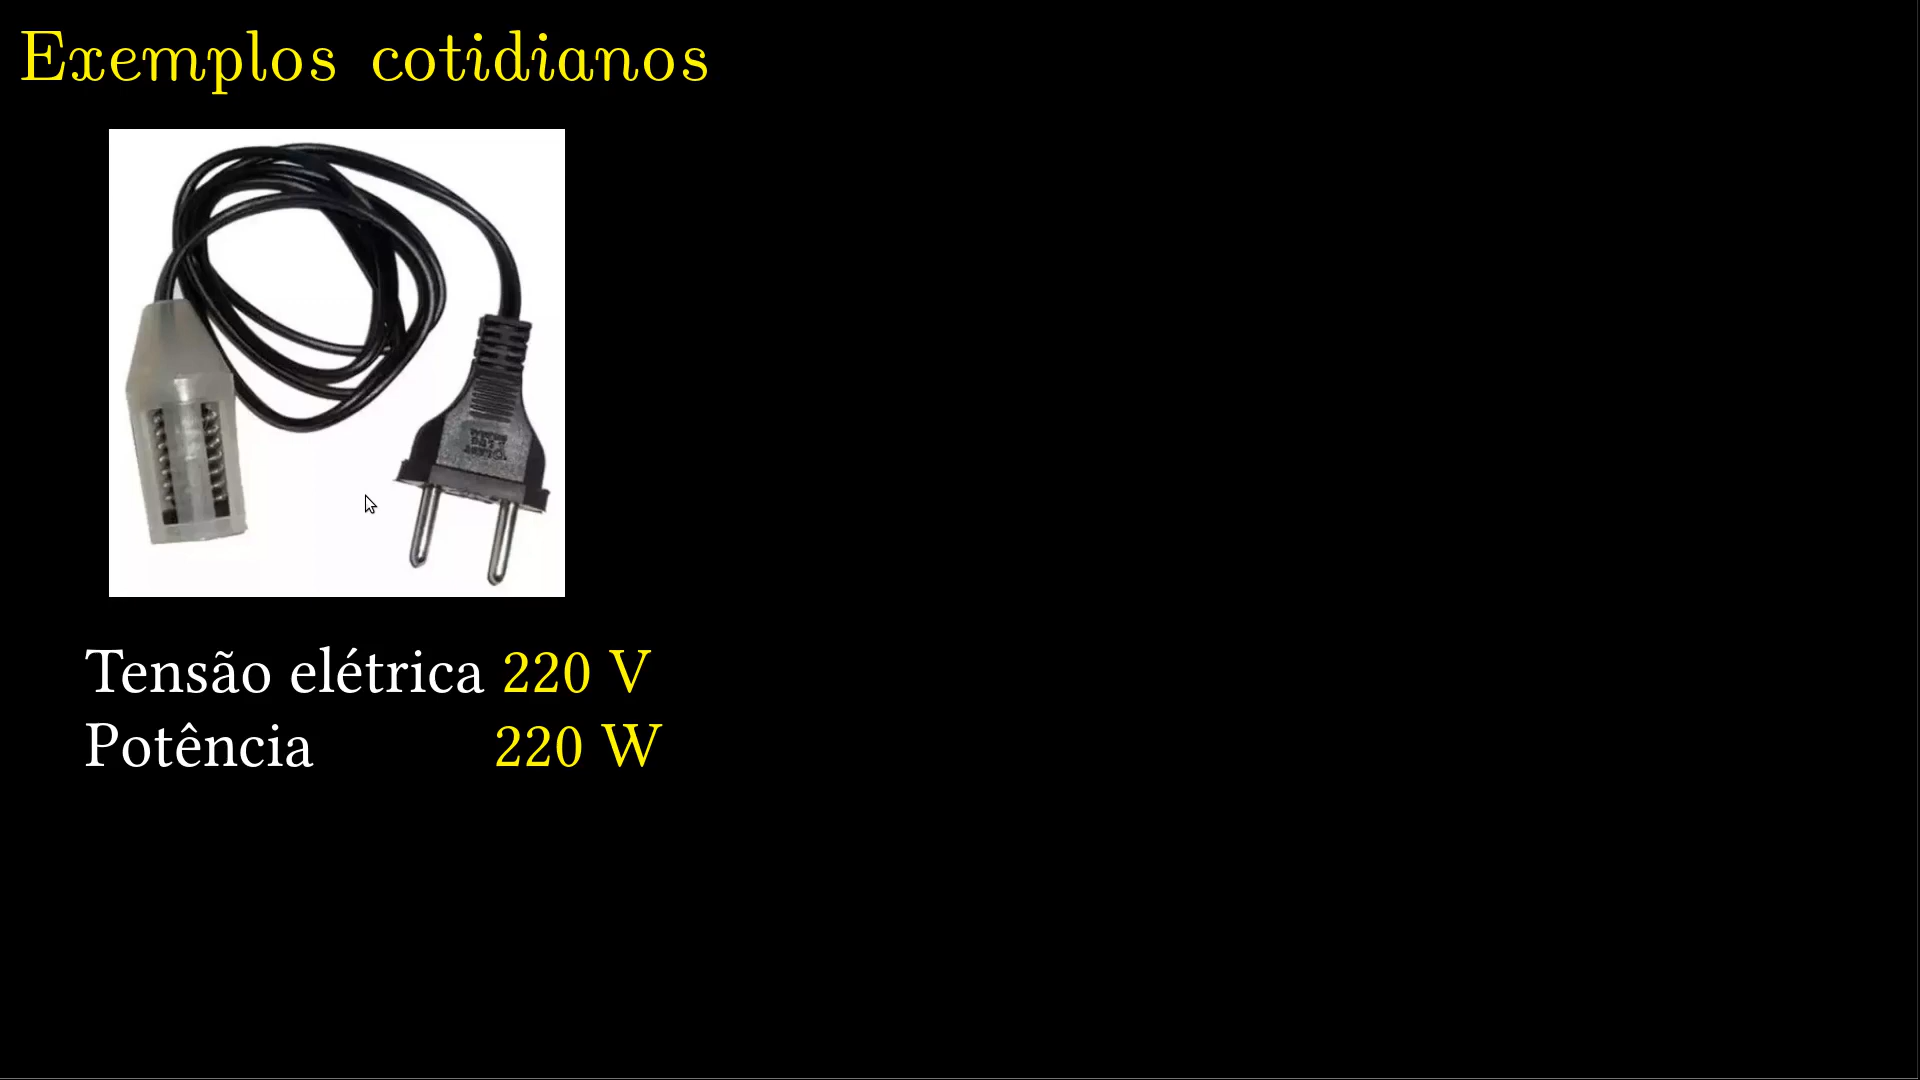 Exemplos cotidianos
Tensão elétrica 220 V
Potência 220 W